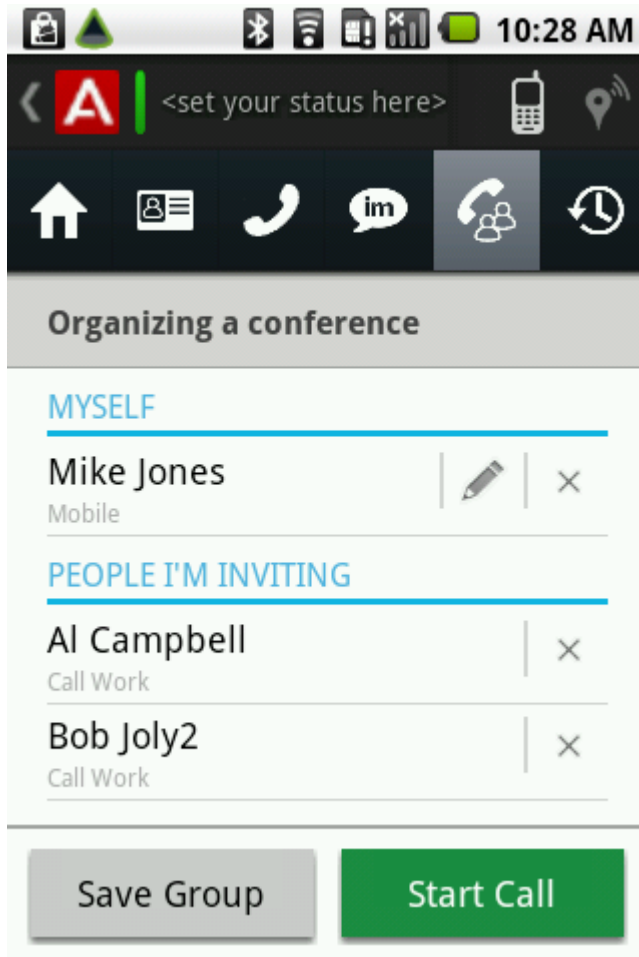 10:28 AM
<set your status here>
im
Organizing a conference
MYSELF
Mike Jones
Mobile
PEOPLE I'M INVITING
Al Campbell
Call Work
Bob Joly2
Call Work
Save Group
Start Call